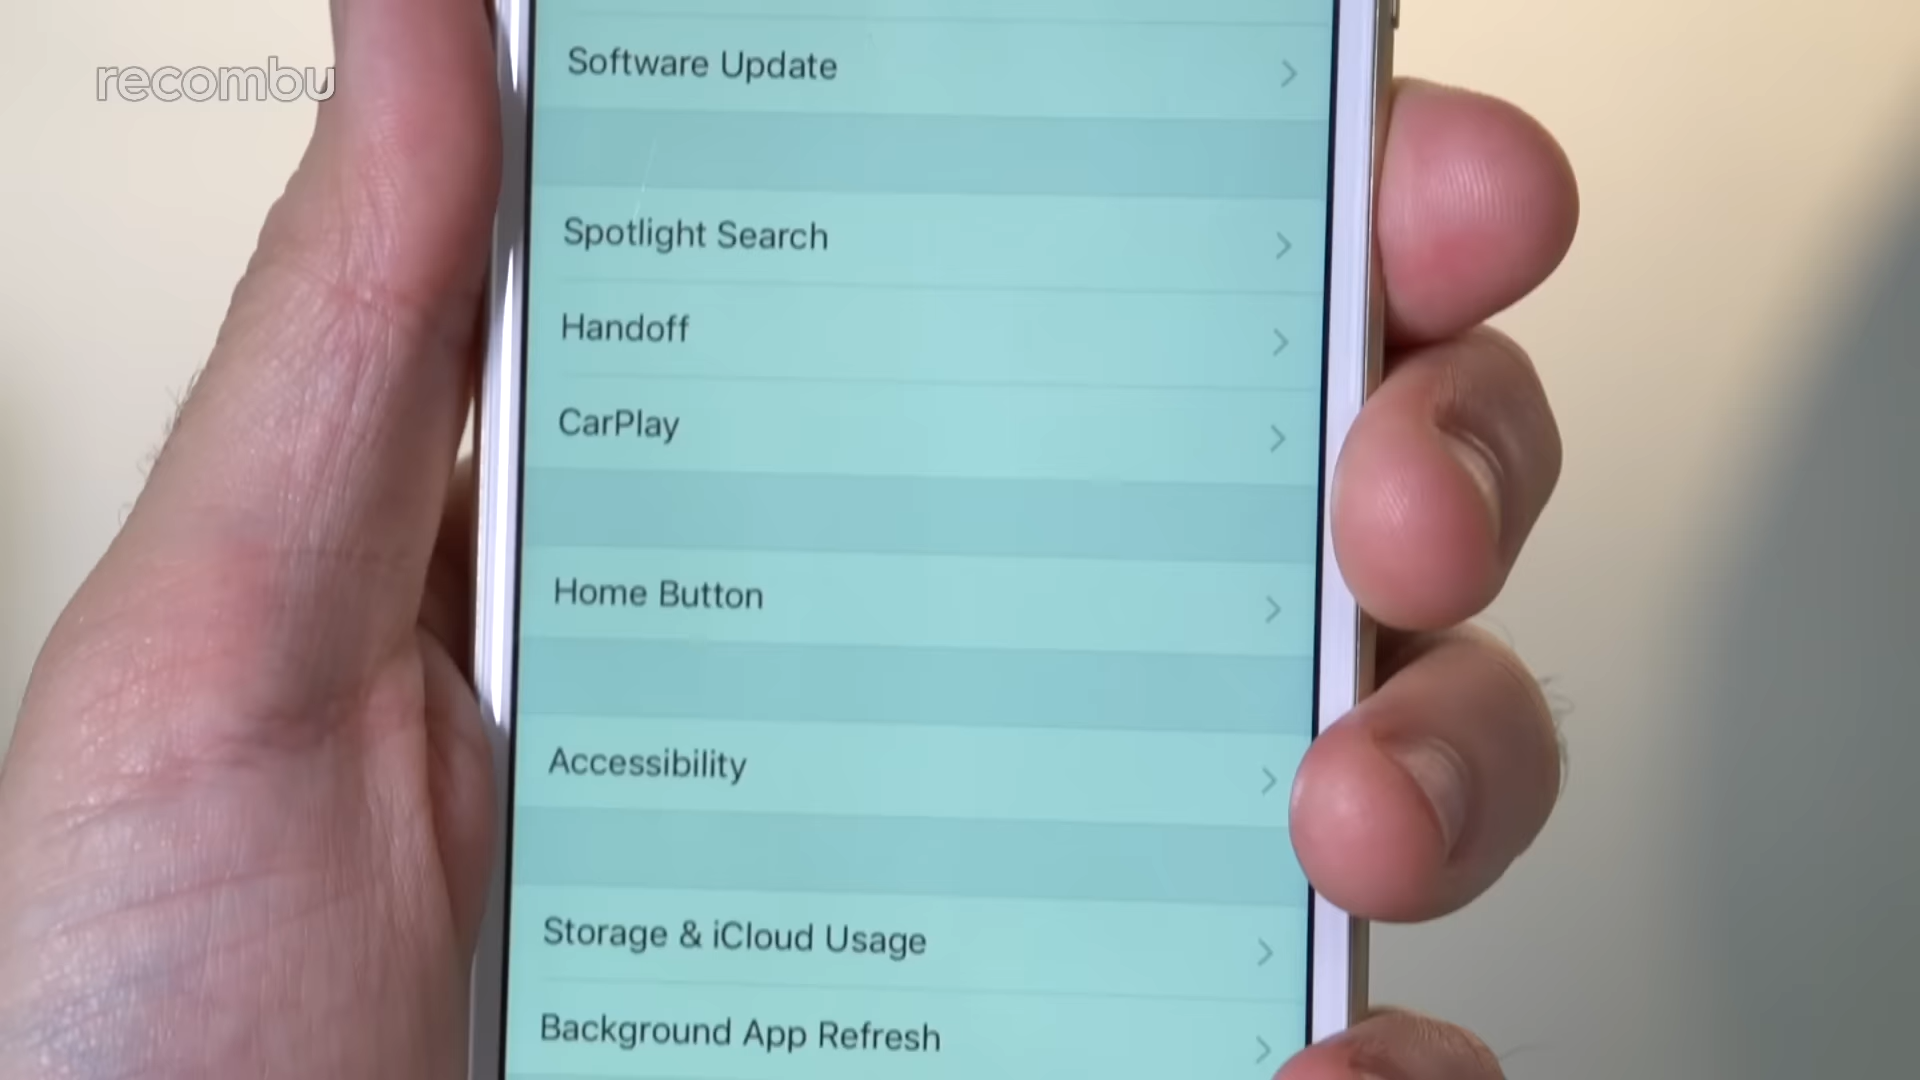 recombu
Software Update
Spotlight Search
Handoff
CarPlay
Home Button
Accessibility
Storage & iCloud Usage
Background App Refresh